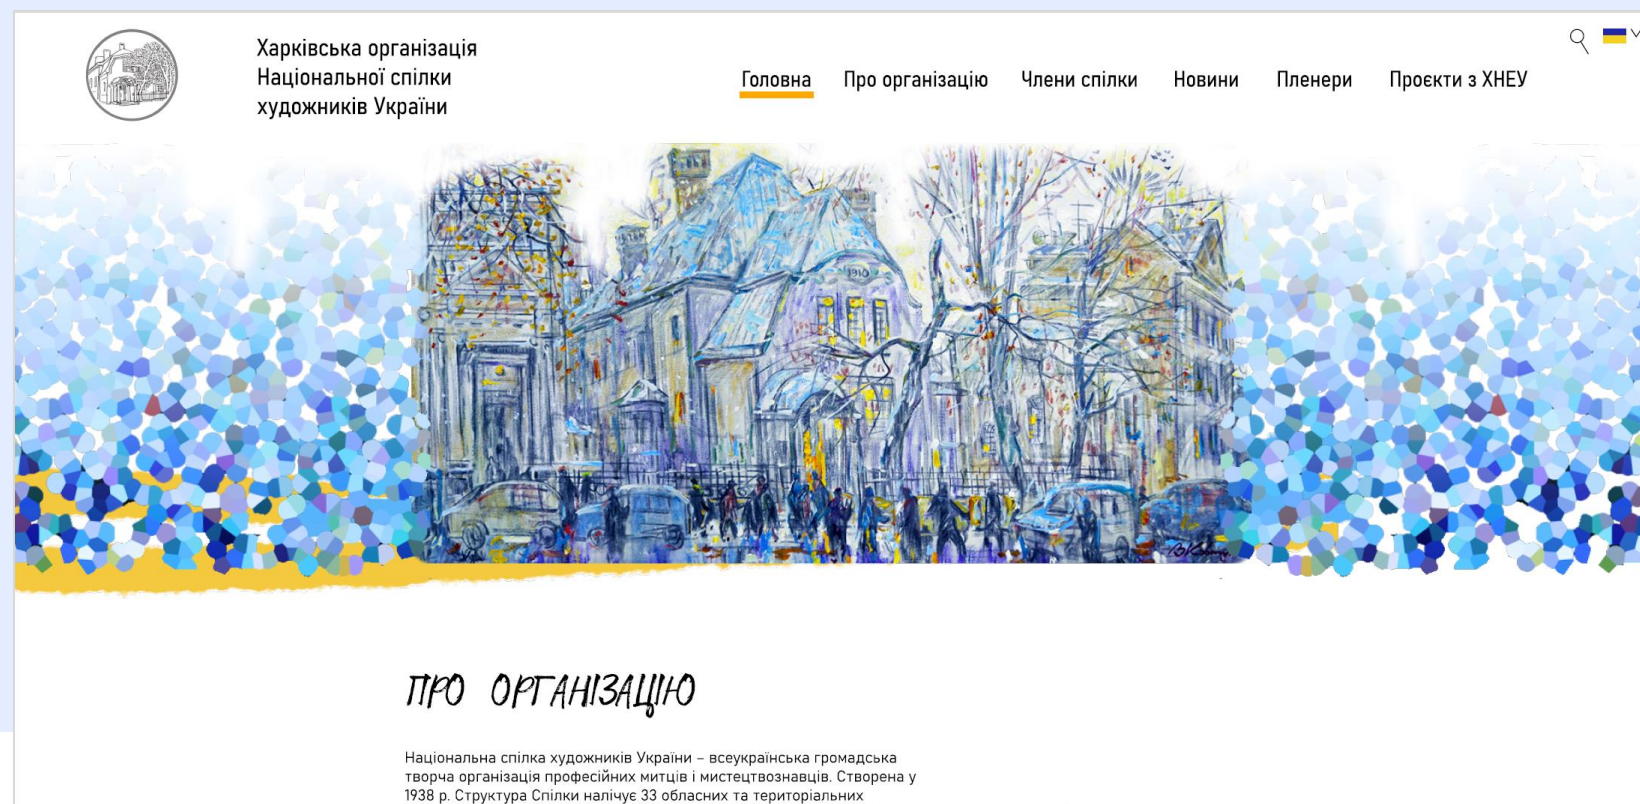 Харківська організація
Національної спілки
художників України
Головна Про організацію Члени спілки Новини Пленери Проєкти з ХНЕУ
1910
ПРО ОРГАНІЗАЦІЮ
Національна спілка художників України – всеукраїнська громадська
творча організація професійних митців і мистецтвознавців. Створена у
1938 р. Структура Спілки налічує 33 обласних та територіальних